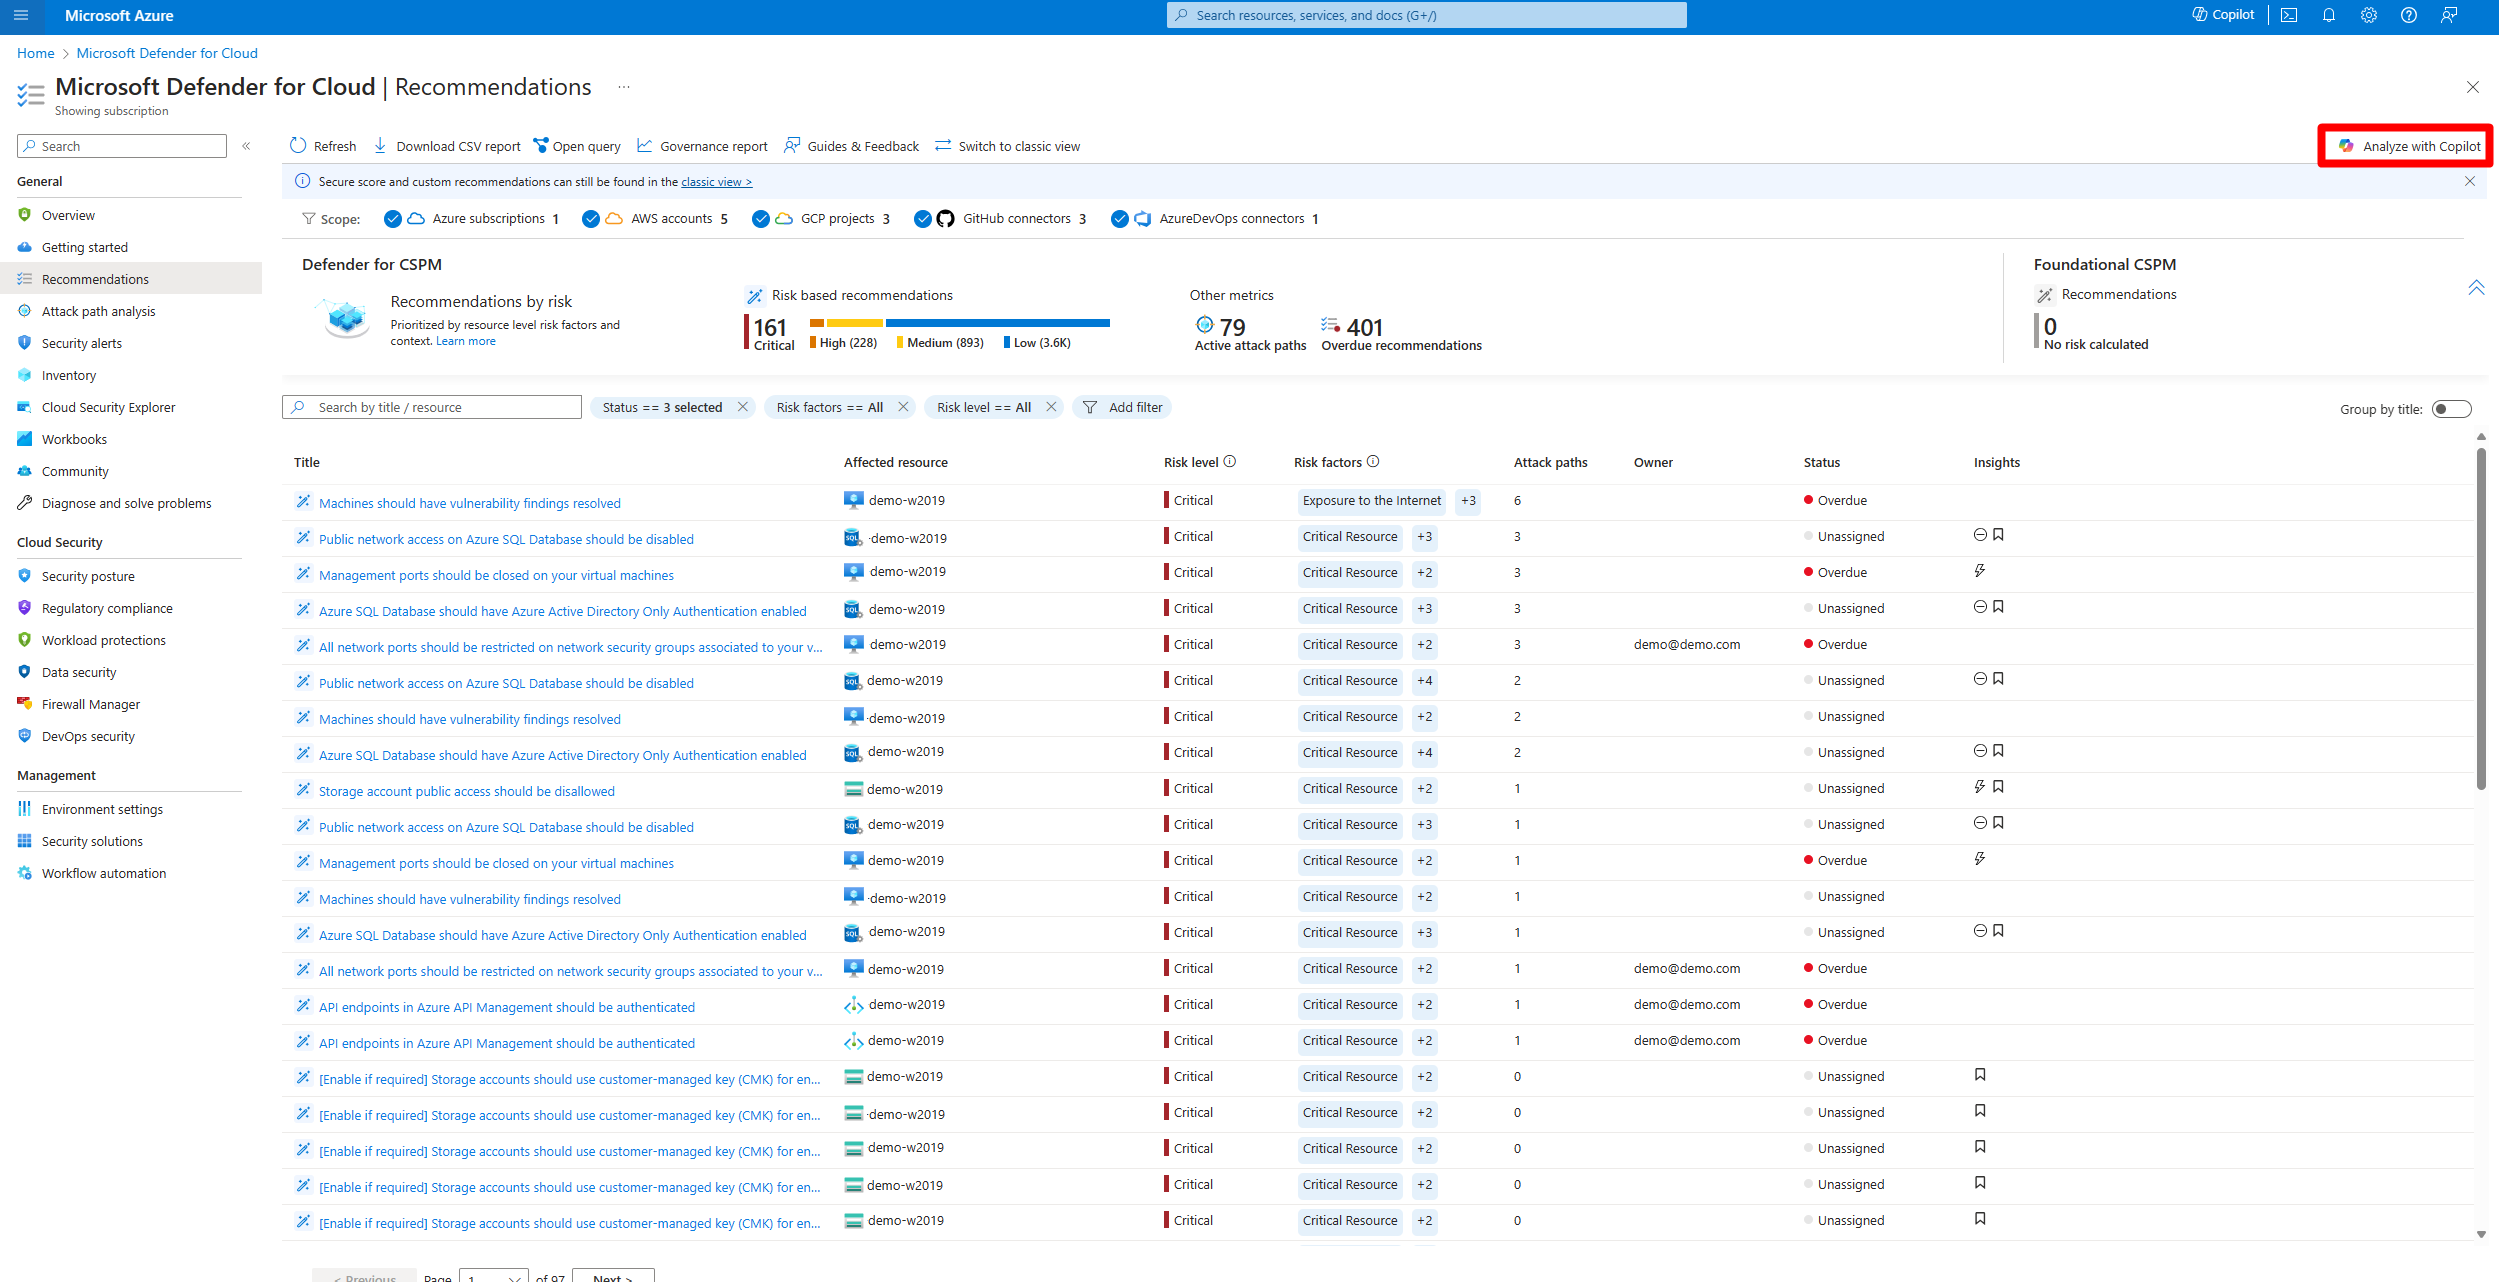 Microsoft Azure
Search resources, services, and docs (G+/)
Copilot
Home > Microsoft Defender for Cloud
Microsoft Defender for Cloud | Recommendations ...
Showing subscription
Search
«
General
Overview
Getting started
Recommendations
Attack path analysis
Security alerts
Inventory
Cloud Security Explorer
Workbooks
Community
Diagnose and solve problems
Cloud Security
Security posture
Regulatory compliance
Workload protections
Data security
Firewall Manager
DevOps security
Management
Environment settings
Security solutions
Workflow automation
Refresh Download CSV report Open query Governance report Guides & Feedback Switch to classic view Analyze with Copilot
Secure score and custom recommendations can still be found in the classic view >
Scope: Azure subscriptions 1 AWS accounts 5 GCP projects 3 GitHub connectors 3 AzureDevOps connectors 1
Defender for CSPM
Recommendations by risk
Prioritized by resource level risk factors and
context. Learn more
Risk based recommendations
161
Critical High (228) Medium (893) Low (3.6K)
Other metrics
79 401
Active attack paths Overdue recommendations
Foundational CSPM
Recommendations
0
No risk calculated
Search by title / resource Status == 3 selected Risk factors == All Risk level == All Add filter Group by title:
Title Affected resource Risk level Risk factors Attack paths Owner Status Insights
Machines should have vulnerability findings resolved demo-w2019 Critical Exposure to the Internet +3 6 Overdue
Public network access on Azure SQL Database should be disabled demo-w2019 Critical Critical Resource +3 3 Unassigned
Management ports should be closed on your virtual machines demo-w2019 Critical Critical Resource +2 3 Overdue
Azure SQL Database should have Azure Active Directory Only Authentication enabled demo-w2019 Critical Critical Resource +3 3 Unassigned
All network ports should be restricted on network security groups associated to your v... demo-w2019 Critical Critical Resource +2 3 demo@demo.com Overdue
Public network access on Azure SQL Database should be disabled demo-w2019 Critical Critical Resource +4 2 Unassigned
Machines should have vulnerability findings resolved demo-w2019 Critical Critical Resource +2 2 Unassigned
Azure SQL Database should have Azure Active Directory Only Authentication enabled demo-w2019 Critical Critical Resource +4 2 Unassigned
Storage account public access should be disallowed demo-w2019 Critical Critical Resource +2 1 Unassigned
Public network access on Azure SQL Database should be disabled demo-w2019 Critical Critical Resource +3 1 Unassigned
Management ports should be closed on your virtual machines demo-w2019 Critical Critical Resource +2 1 Overdue
Machines should have vulnerability findings resolved demo-w2019 Critical Critical Resource +2 1 Unassigned
Azure SQL Database should have Azure Active Directory Only Authentication enabled demo-w2019 Critical Critical Resource +3 1 Unassigned
All network ports should be restricted on network security groups associated to your v... demo-w2019 Critical Critical Resource +2 1 demo@demo.com Overdue
API endpoints in Azure API Management should be authenticated demo-w2019 Critical Critical Resource +2 1 demo@demo.com Overdue
API endpoints in Azure API Management should be authenticated demo-w2019 Critical Critical Resource +2 1 demo@demo.com Overdue
[Enable if required] Storage accounts should use customer-managed key (CMK) for en... demo-w2019 Critical Critical Resource +2 0 Unassigned
[Enable if required] Storage accounts should use customer-managed key (CMK) for en... demo-w2019 Critical Critical Resource +2 0 Unassigned
[Enable if required] Storage accounts should use customer-managed key (CMK) for en... demo-w2019 Critical Critical Resource +2 0 Unassigned
[Enable if required] Storage accounts should use customer-managed key (CMK) for en... demo-w2019 Critical Critical Resource +2 0 Unassigned
[Enable if required] Storage accounts should use customer-managed key (CMK) for en... demo-w2019 Critical Critical Resource +2 0 Unassigned
< Previous Page 1 of 97 Next >